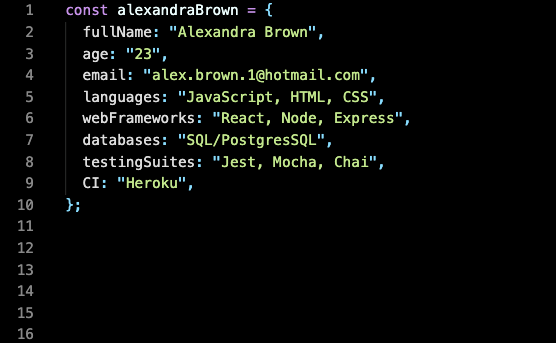 1 const alexandraBrown = {
2 fullName: "Alexandra Brown",
3 age: "23",
4 email: "alex.brown.1@hotmail.com",
5 languages: "JavaScript, HTML, CSS",
6 webFrameworks: "React, Node, Express",
7 databases: "SQL/PostgresSQL",
8 testingSuites: "Jest, Mocha, Chai",
9 CI: "Heroku",
10 };
11
12
13
14
15
16